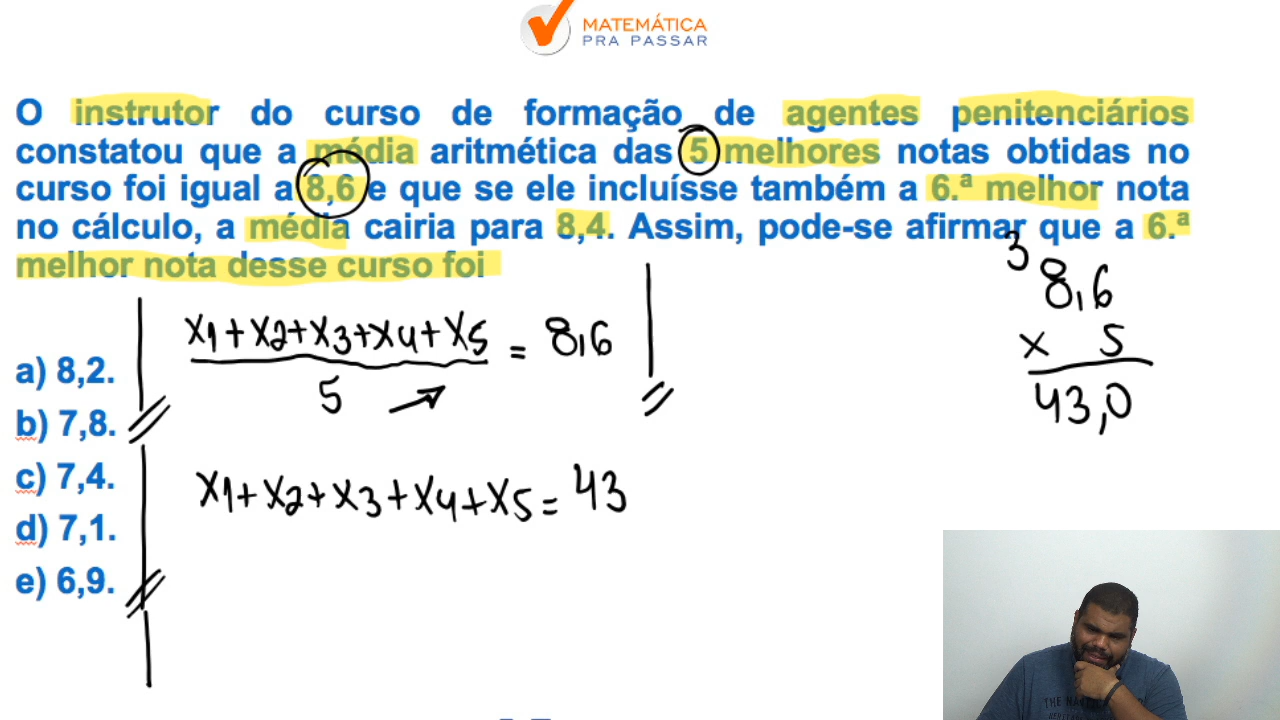 MATEMÁTICA
PRA PASSAR
O instrutor do curso de formação de agentes penitenciários
constatou que a média aritmética das 5 melhores notas obtidas no
curso foi igual a 8,6 e que se ele incluísse também a 6.ª melhor nota
no cálculo, a média cairia para 8,4. Assim, pode-se afirmar que a 6.ª
melhor nota desse curso foi
a) 8,2.
b) 7,8.
c) 7,4.
d) 7,1.
e) 6,9.
x1+x2+x3+x4+x5 = 8,6
5
x1+x2+x3+x4+x5=43
3
8,6
x 5
43,0